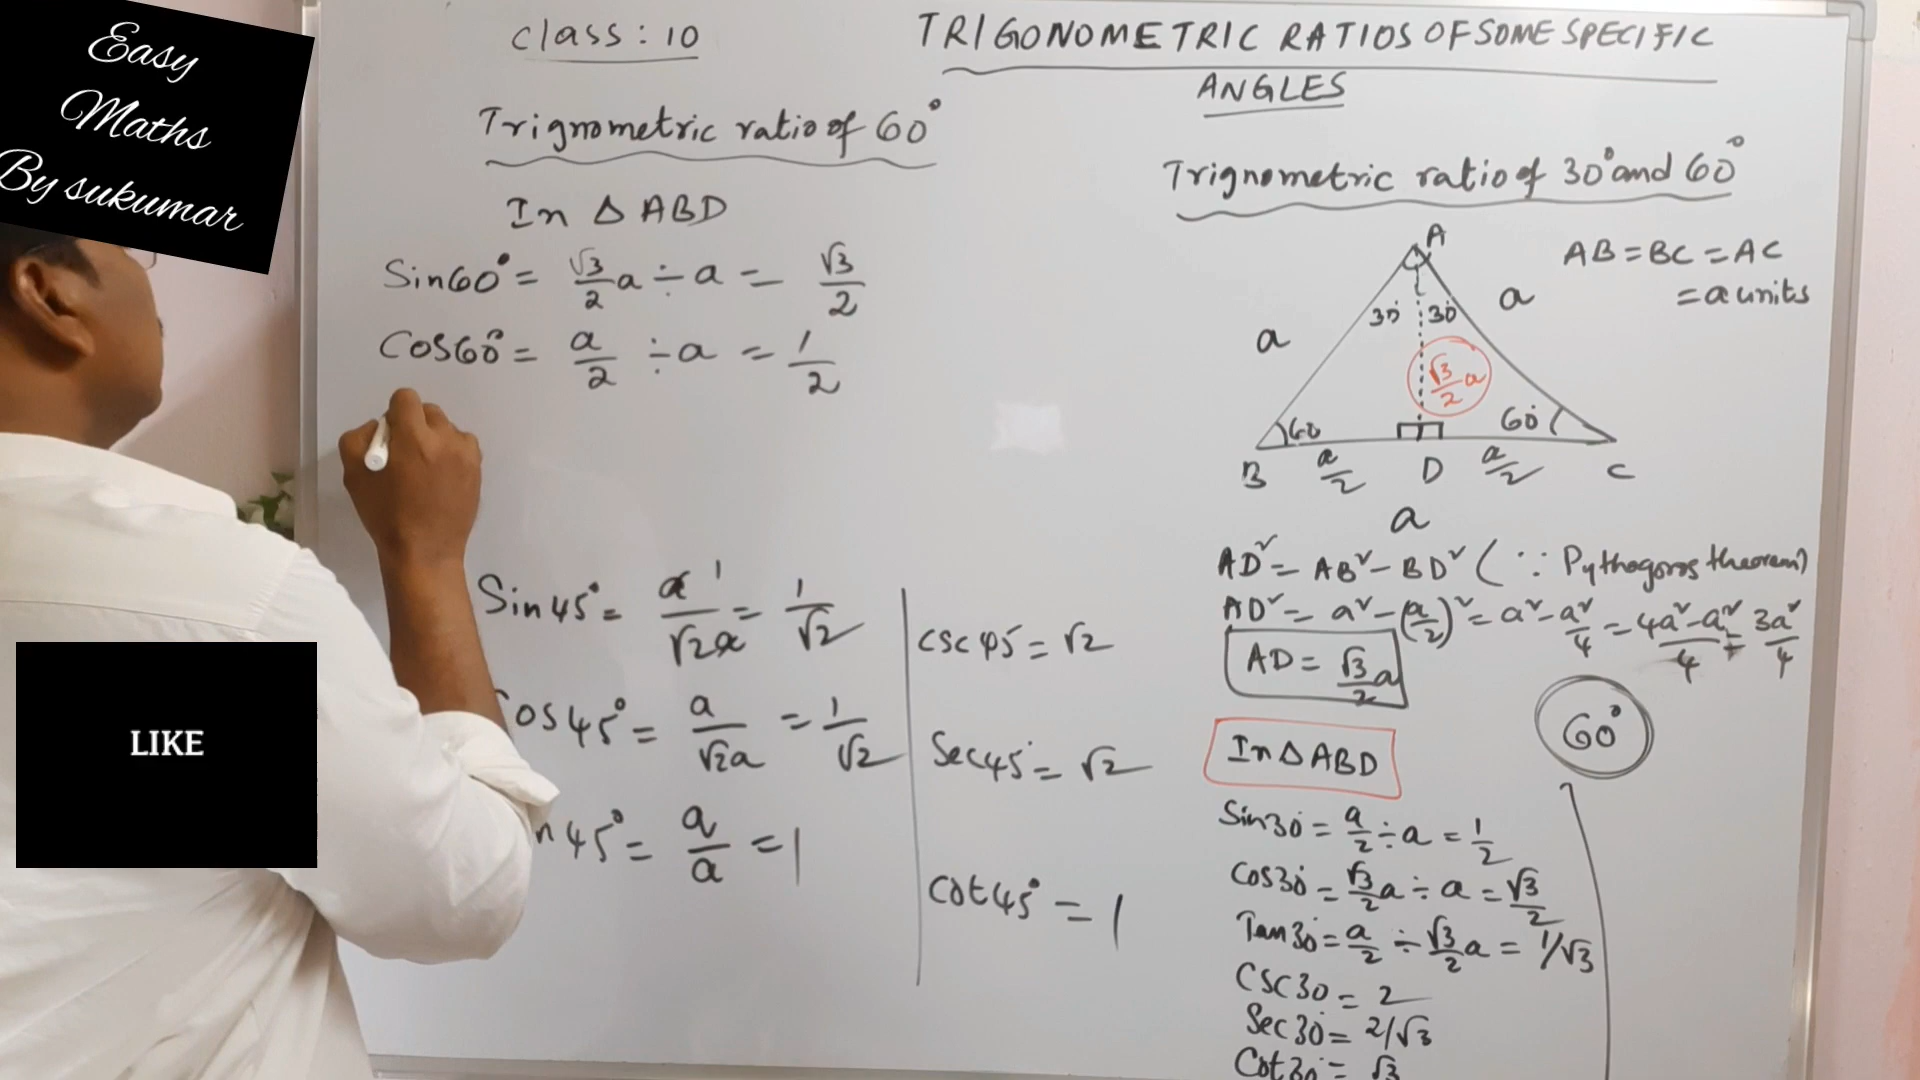 Easy
Maths
By sukumar
Class : 10
TRIGONOMETRIC RATIOS OF SOME SPECIFIC
ANGLES
Trignometric ratio of 60°
In Δ ABD
Sin60° = √3/2 a ÷ a = √3/2
Cos60° = a/2 ÷ a = 1/2
Sin45° = a 1/√2a = 1/√2
Cos45° = a/√2a = 1/√2
n45° = a/a = 1
csc45 = √2
Sec45° = √2
Cot45° = 1
LIKE
Trignometric ratio of 30° and 60°
A
AB = BC = AC
= a units
30° 30°
a a
√3/2 a
60 60°
B a/2 D a/2 C
a
AD² = AB² - BD² ( ∵ Pythagoros theorem)
AD² = a² - (a/2)² = a² - a²/4 = 4a² - a²/4 = 3a²/4
AD = √3/2 a
60°
In Δ ABD
Sin30° = a/2 ÷ a = 1/2
Cos30° = √3/2 a ÷ a = √3/2
Tan30° = a/2 ÷ √3/2 a = 1/√3
Csc30 = 2
Sec30° = 2/√3
Cot30 = √3